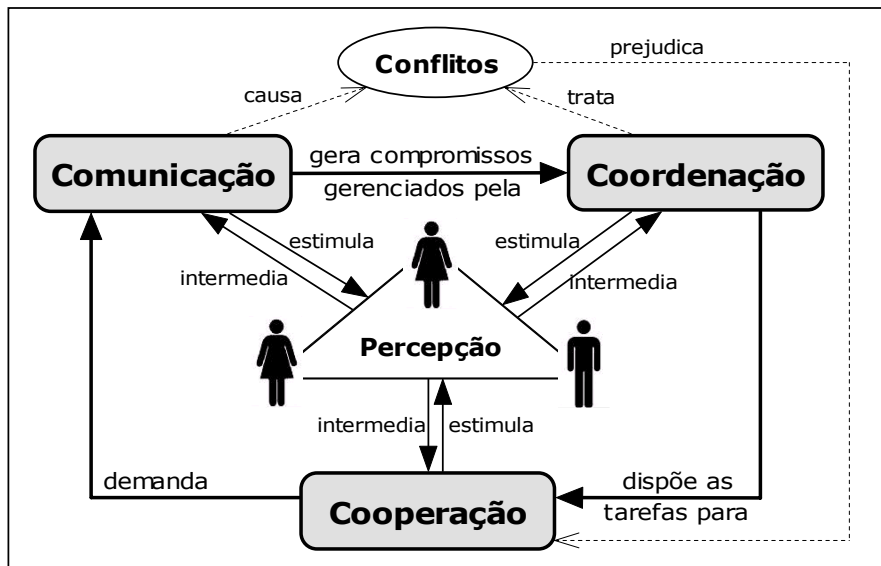 prejudica
Conflitos
causa
trata
gera compromissos
Comunicação
Coordenação
gerenciados pela
estimula
estimula
intermedia
intermedia
Percepção
intermedia
estimula
demanda
dispõe as
Cooperação
tarefas para